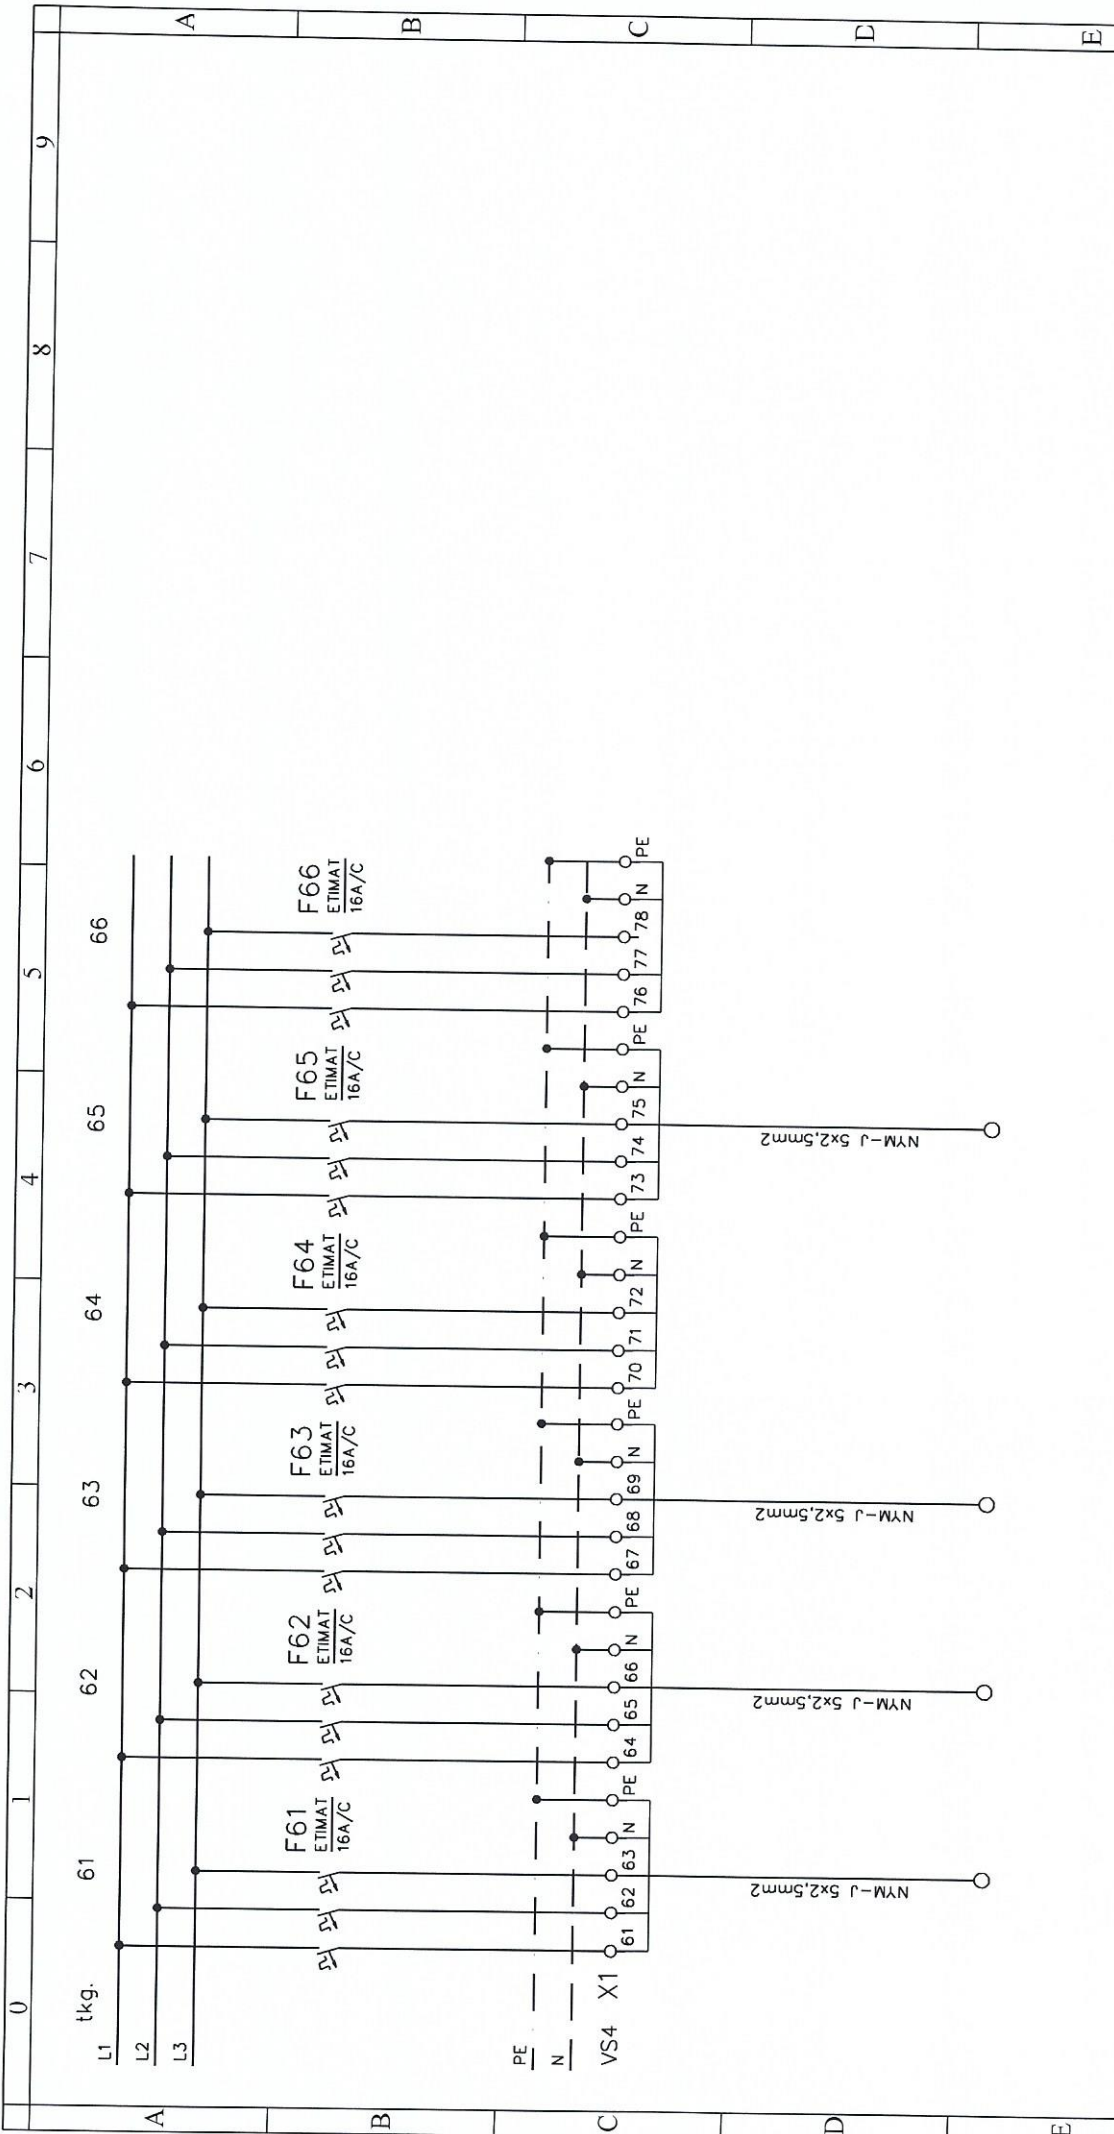 0 1 2 3 4 5 6 7 8 9
A
B
C
D
E
tkg. 61 62 63 64 65 66
L1
L2
L3
F61 F62 F63 F64 F65 F66
ETIMAT ETIMAT ETIMAT ETIMAT ETIMAT ETIMAT
16A/C 16A/C 16A/C 16A/C 16A/C 16A/C
PE
N
VS4 X1
61 62 63 N PE 64 65 66 N PE 67 68 69 N PE 70 71 72 N PE 73 74 75 N PE 76 77 78 N PE
NYM-J 5x2,5mm2
NYM-J 5x2,5mm2
NYM-J 5x2,5mm2
NYM-J 5x2,5mm2
A
B
C
D
E